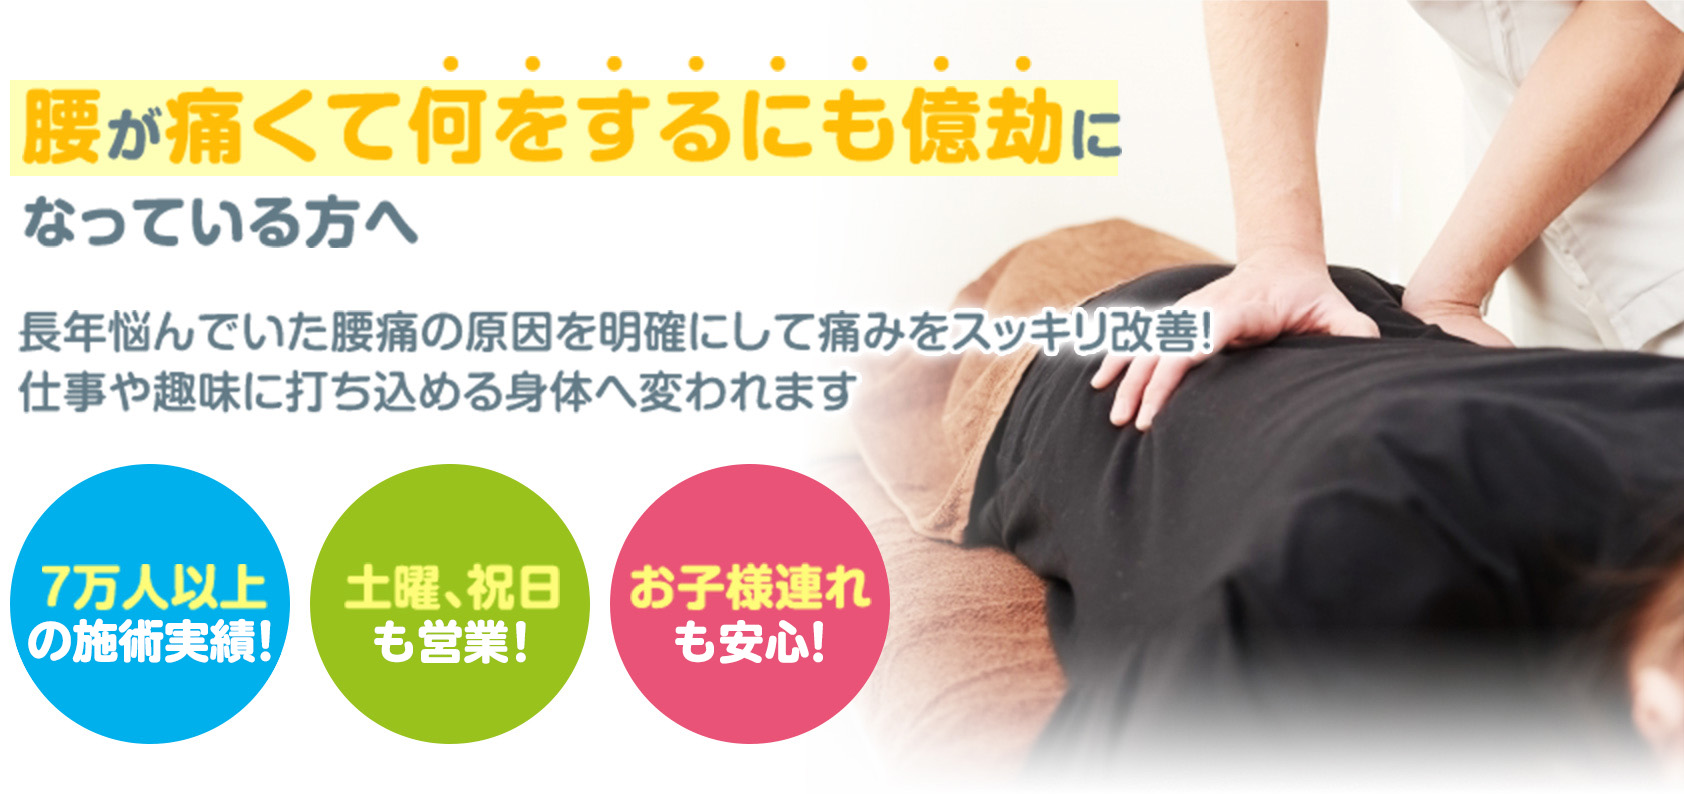 腰が痛くて何をするにも億劫に
なっている方へ
長年悩んでいた腰痛の原因を明確にして痛みをスッキリ改善!
仕事や趣味に打ち込める身体へ変われます
7万人以上
の施術実績!
土曜、祝日
も営業!
お子様連れ
も安心!